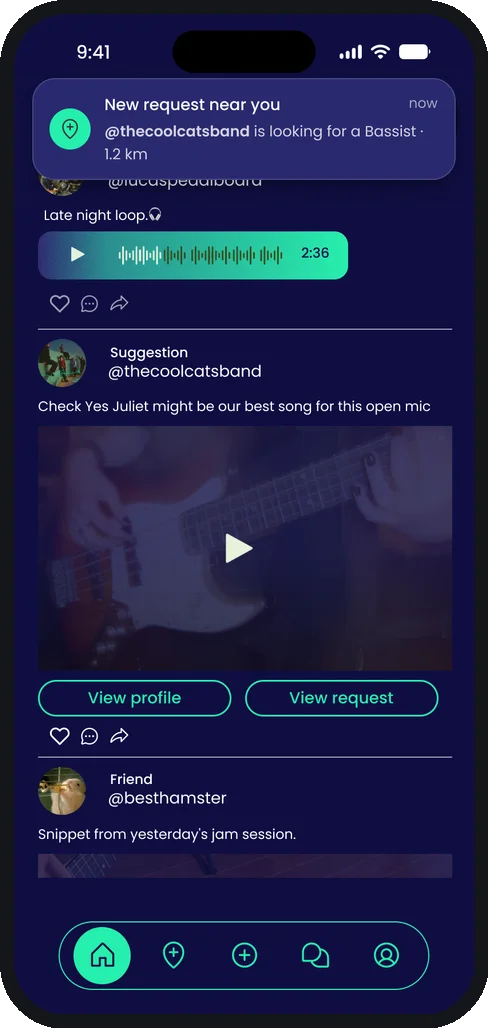 9:41
New request near you
now
@thecoolcatsband is looking for a Bassist ·
1.2 km
@lucaspedalboard
Late night loop.🎧
2:36
Suggestion
@thecoolcatsband
Check Yes Juliet might be our best song for this open mic
View profile
View request
Friend
@besthamster
Snippet from yesterday's jam session.